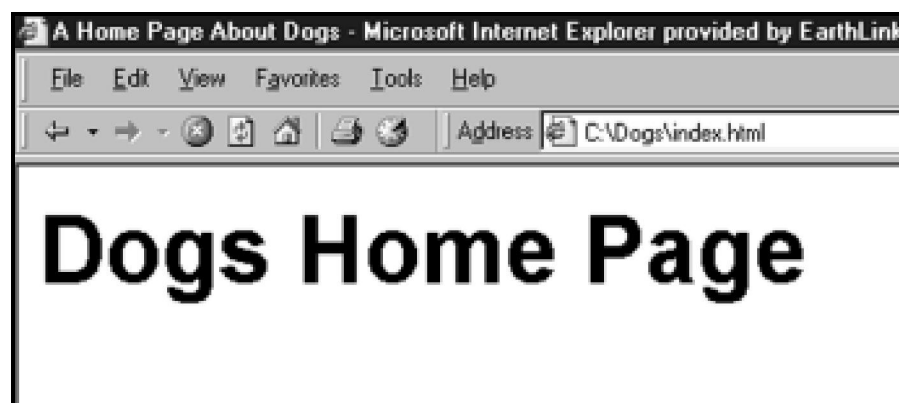 A Home Page About Dogs - Microsoft Internet Explorer provided by EarthLink
File Edit View Favorites Tools Help
Address C:\Dogs\index.html
Dogs Home Page